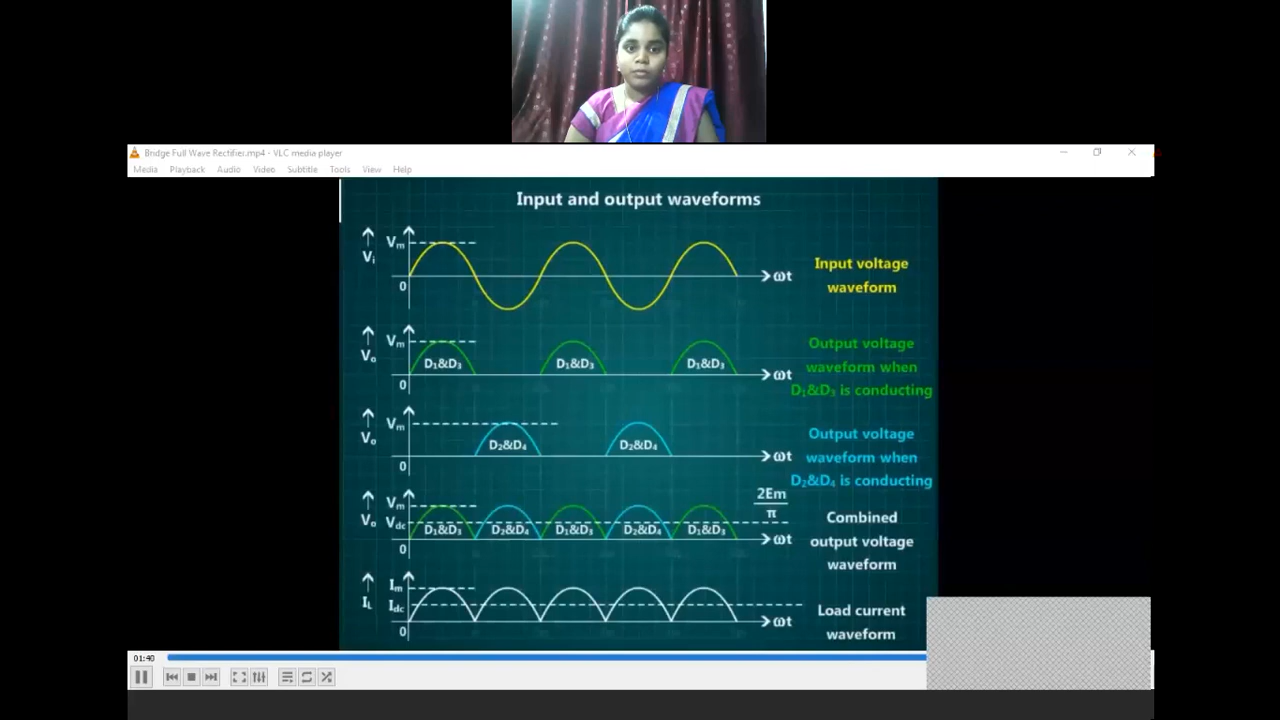 Bridge Full Wave Rectifier.mp4 - VLC media player
Media Playback Audio Video Subtitle Tools View Help
Input and output waveforms
Vm
Vi
0
ωt
Input voltage
waveform
Vm
Vo
D1&D3 D1&D3 D1&D3
0
ωt
Output voltage
waveform when
D1&D3 is conducting
Vm
Vo
D2&D4 D2&D4
0
ωt
Output voltage
waveform when
D2&D4 is conducting
Vm
Vo Vdc
D1&D3 D2&D4 D1&D3 D2&D4 D1&D3
0
2Em
π
ωt
Combined
output voltage
waveform
Im
IL Idc
0
ωt
Load current
waveform
01:40